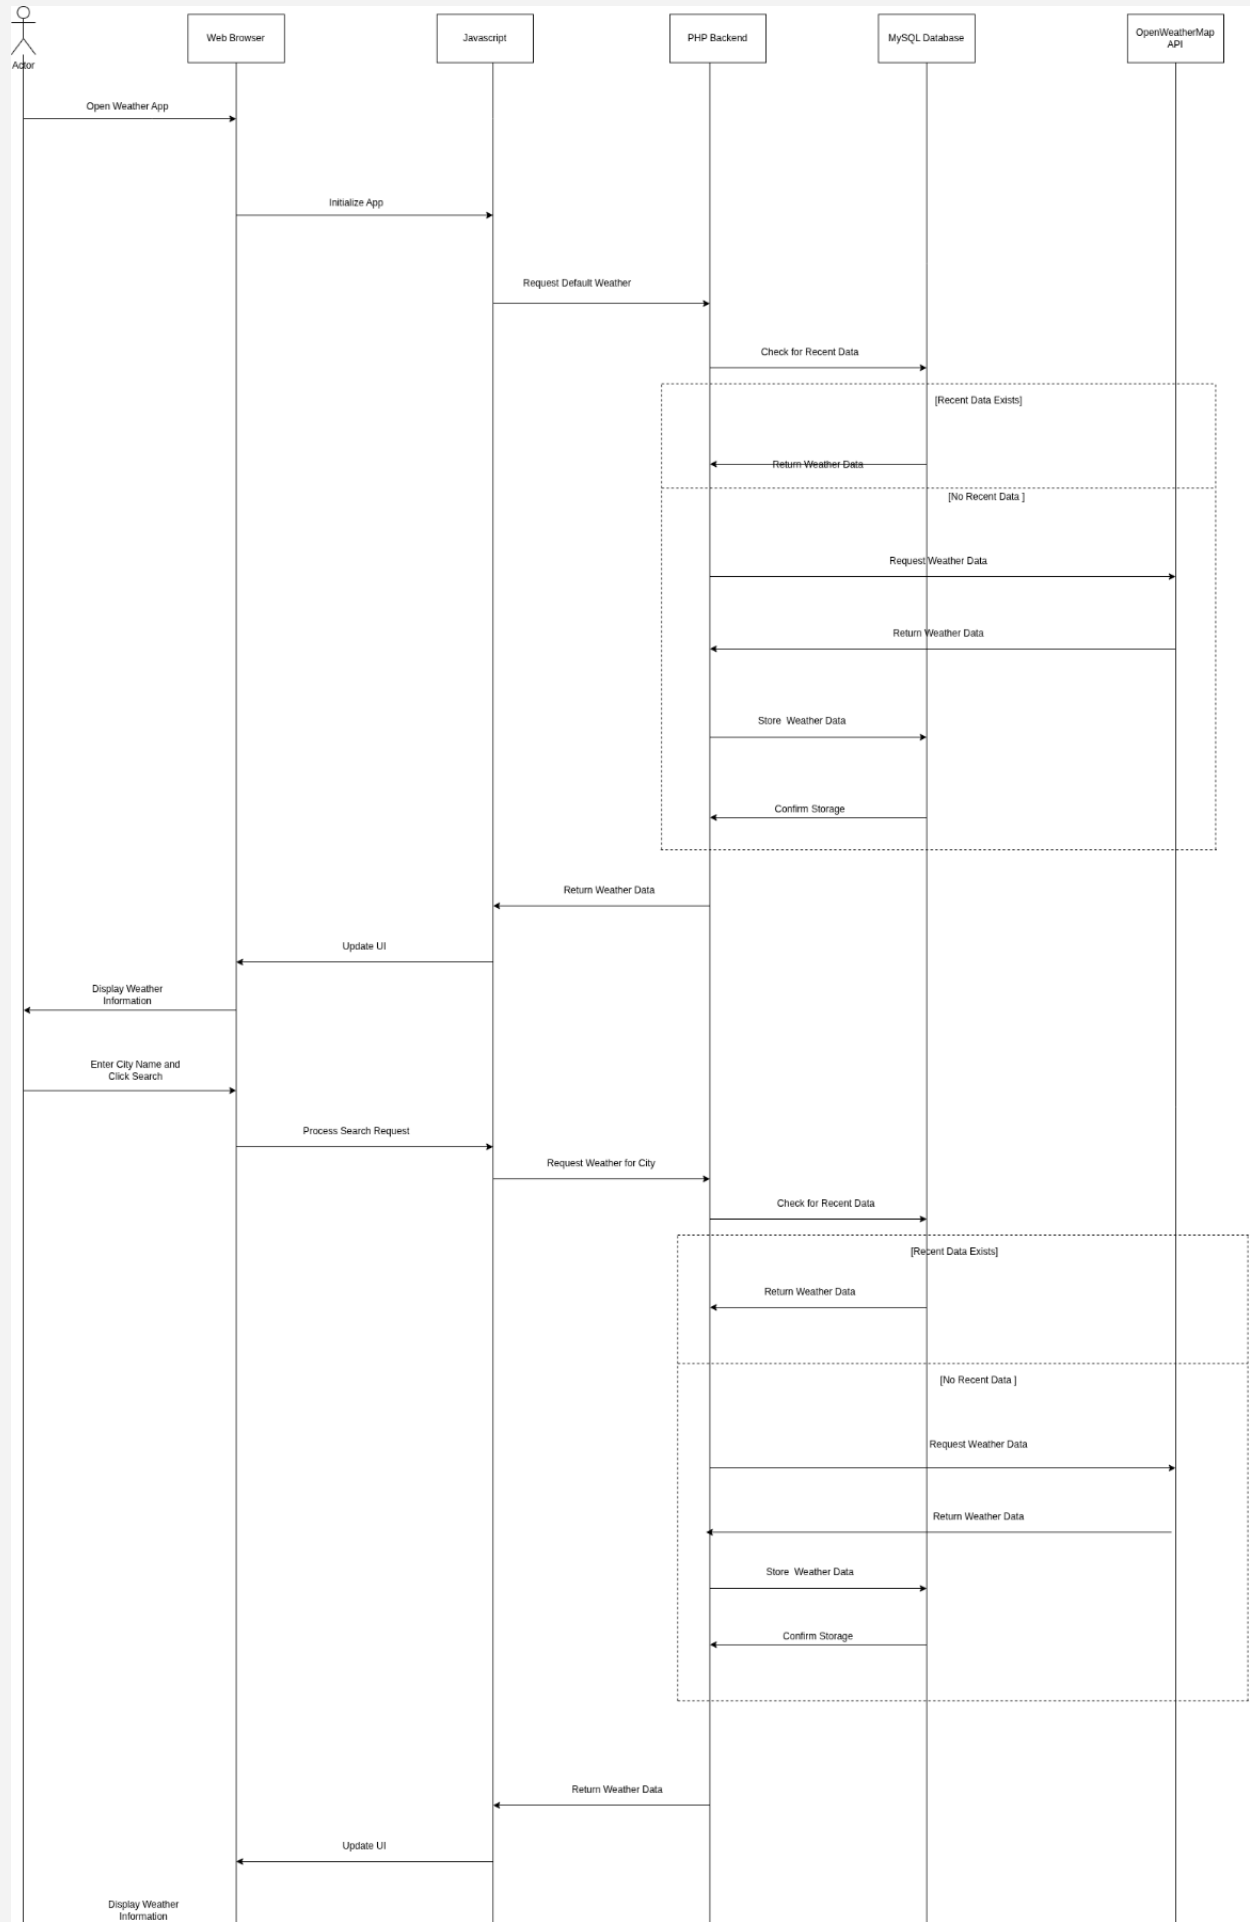 Web Browser
Javascript
PHP Backend
MySQL Database
OpenWeatherMap
API
Actor
Open Weather App
Initialize App
Request Default Weather
Check for Recent Data
[Recent Data Exists]
Return Weather Data
[No Recent Data ]
Request Weather Data
Return Weather Data
Store  Weather Data
Confirm Storage
Return Weather Data
Update UI
Display Weather
Information
Enter City Name and
Click Search
Process Search Request
Request Weather for City
Check for Recent Data
[Recent Data Exists]
Return Weather Data
[No Recent Data ]
Request Weather Data
Return Weather Data
Store  Weather Data
Confirm Storage
Return Weather Data
Update UI
Display Weather
Information